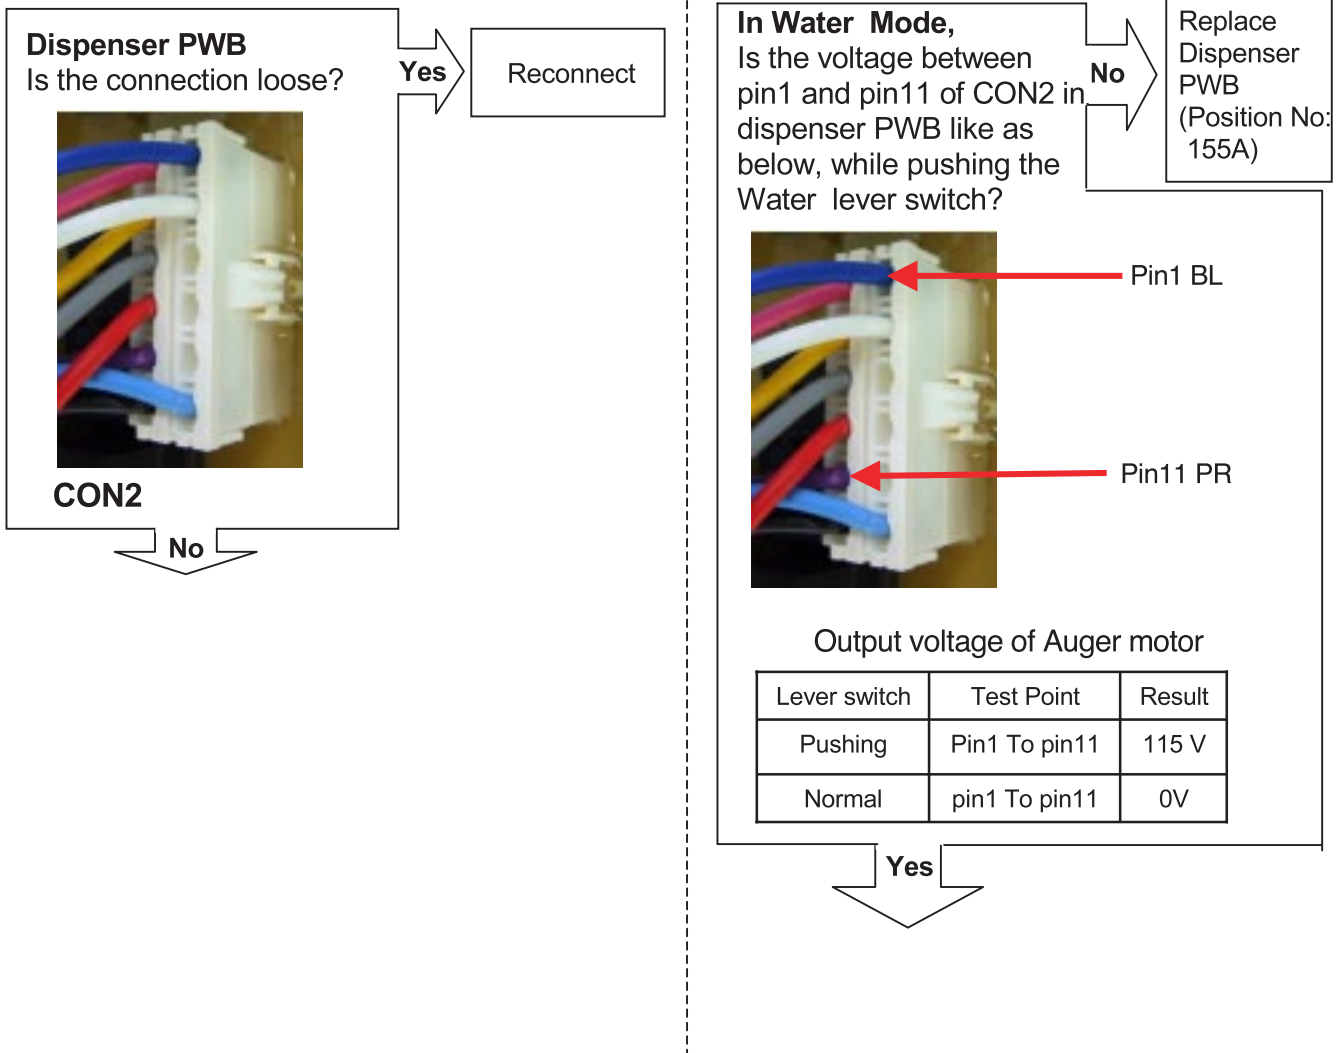 Dispenser PWB
Is the connection loose?
Yes
Reconnect
CON2
No
In Water Mode,
Is the voltage between
pin1 and pin11 of CON2 in
dispenser PWB like as
below, while pushing the
Water lever switch?
No
Replace
Dispenser
PWB
(Position No:
155A)
Pin1 BL
Pin11 PR
Output voltage of Auger motor
Lever switch Test Point Result
Pushing Pin1 To pin11 115 V
Normal pin1 To pin11 0V
Yes